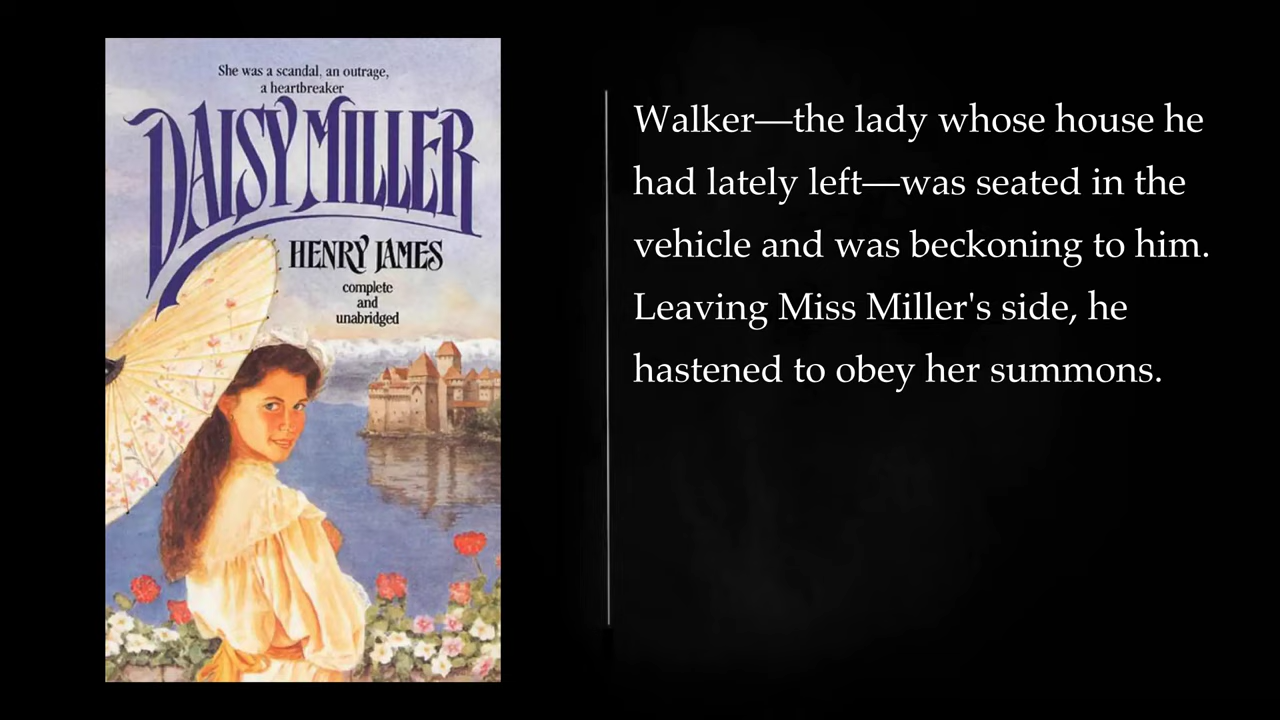 She was a scandal, an outrage,
a heartbreaker
DAISY MILLER
HENRY JAMES
complete
and
unabridged
Walker—the lady whose house he
had lately left—was seated in the
vehicle and was beckoning to him.
Leaving Miss Miller's side, he
hastened to obey her summons.